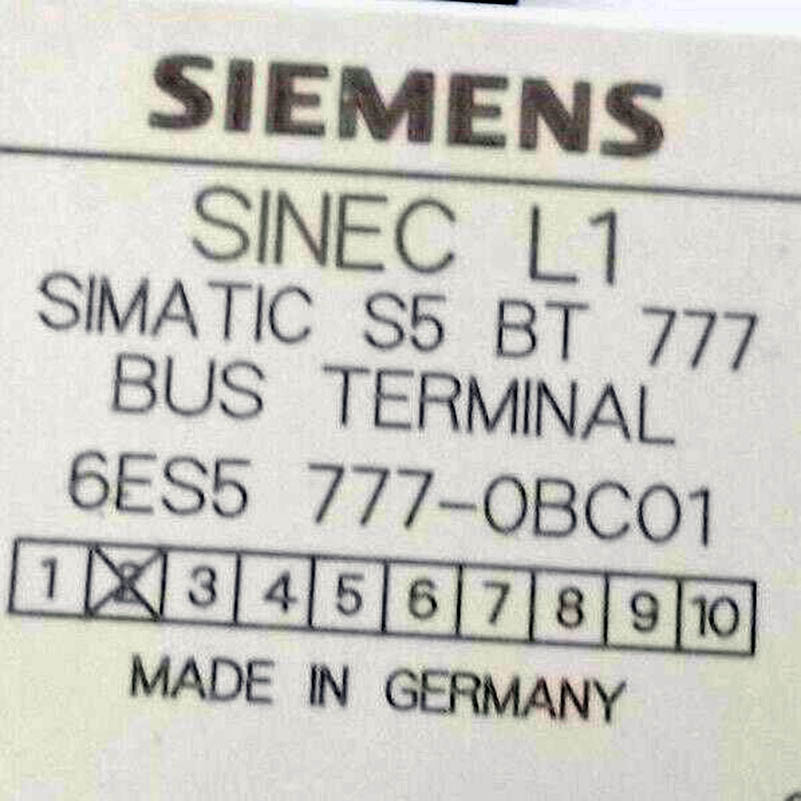 SIEMENS
SINEC L1
SIMATIC S5 BT 777
BUS TERMINAL
6ES5 777-0BC01
1 2 3 4 5 6 7 8 9 10
MADE IN GERMANY